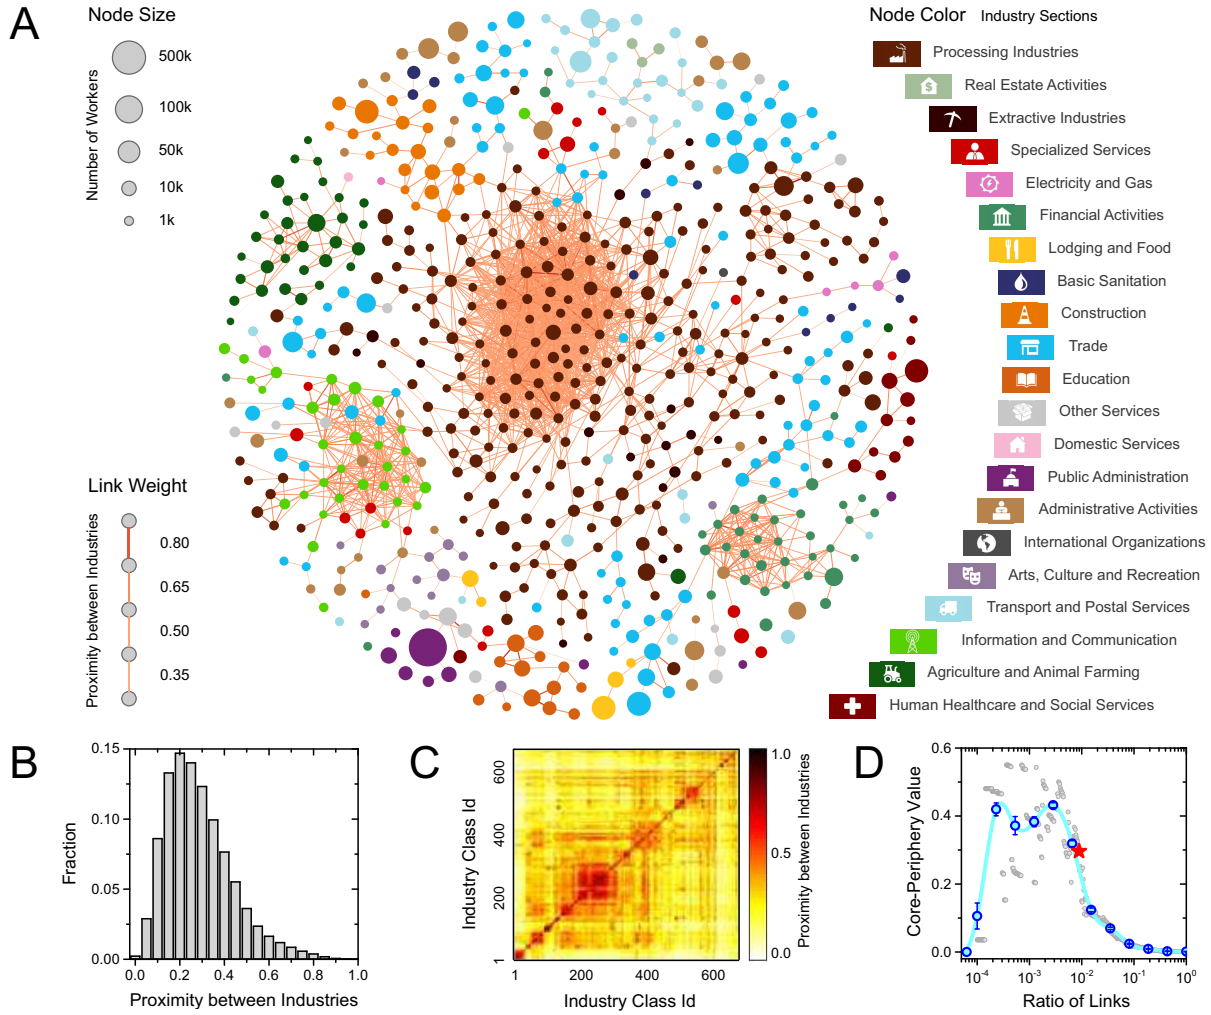 A
Node Size
Number of Workers
500k
100k
50k
10k
1k
Link Weight
Proximity between Industries
0.80
0.65
0.50
0.35
Node Color Industry Sections
Processing Industries
Real Estate Activities
Extractive Industries
Specialized Services
Electricity and Gas
Financial Activities
Lodging and Food
Basic Sanitation
Construction
Trade
Education
Other Services
Domestic Services
Public Administration
Administrative Activities
International Organizations
Arts, Culture and Recreation
Transport and Postal Services
Information and Communication
Agriculture and Animal Farming
Human Healthcare and Social Services
B
Fraction
0.15
0.10
0.05
0.00
0.0 0.2 0.4 0.6 0.8 1.0
Proximity between Industries
C
Industry Class Id
600
400
200
1
1 200 400 600
Industry Class Id
1.0
0.5
0.0
Proximity between Industries
D
Core-Periphery Value
0.6
0.4
0.2
0.0
10⁻⁴ 10⁻³ 10⁻² 10⁻¹ 10⁰
Ratio of Links